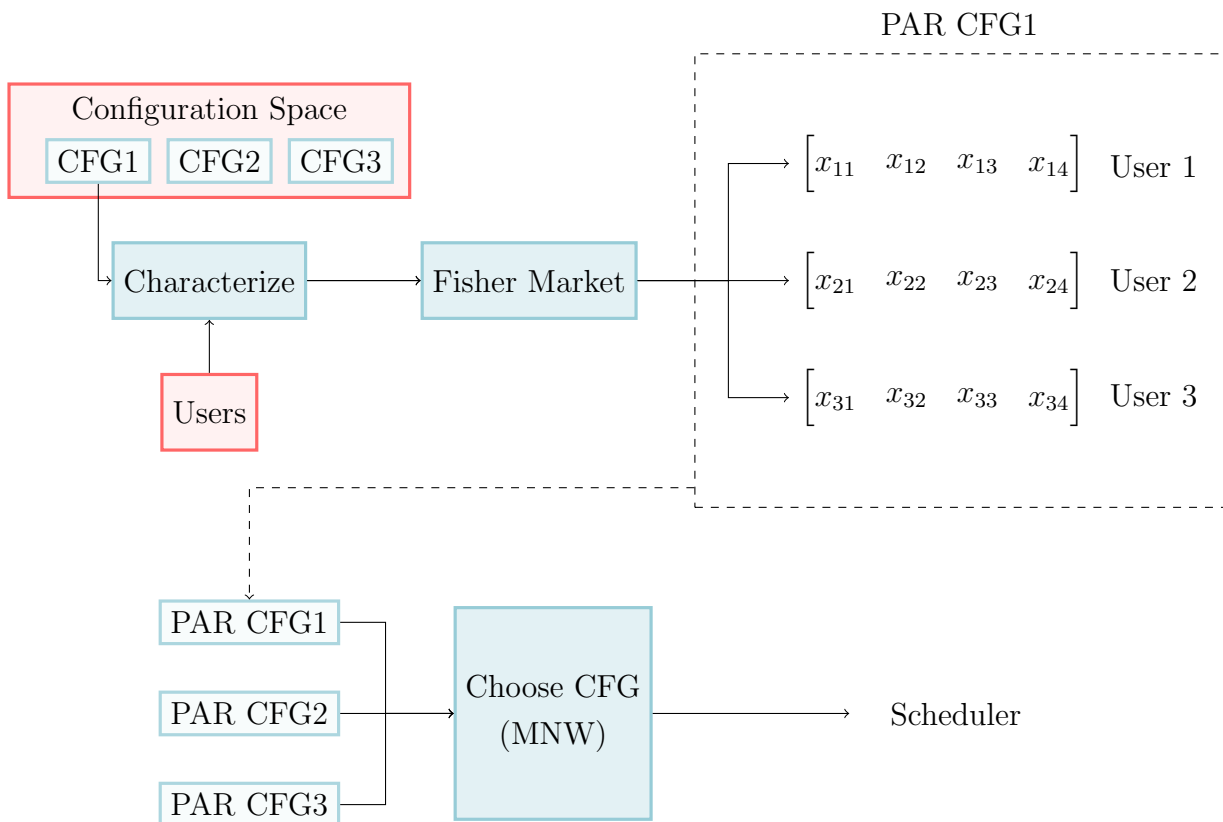 PAR CFG1
Configuration Space
CFG1 CFG2 CFG3
[x₁₁ x₁₂ x₁₃ x₁₄] User 1
Characterize
Fisher Market
[x₂₁ x₂₂ x₂₃ x₂₄] User 2
Users
[x₃₁ x₃₂ x₃₃ x₃₄] User 3
PAR CFG1
PAR CFG2
PAR CFG3
Choose CFG
(MNW)
Scheduler